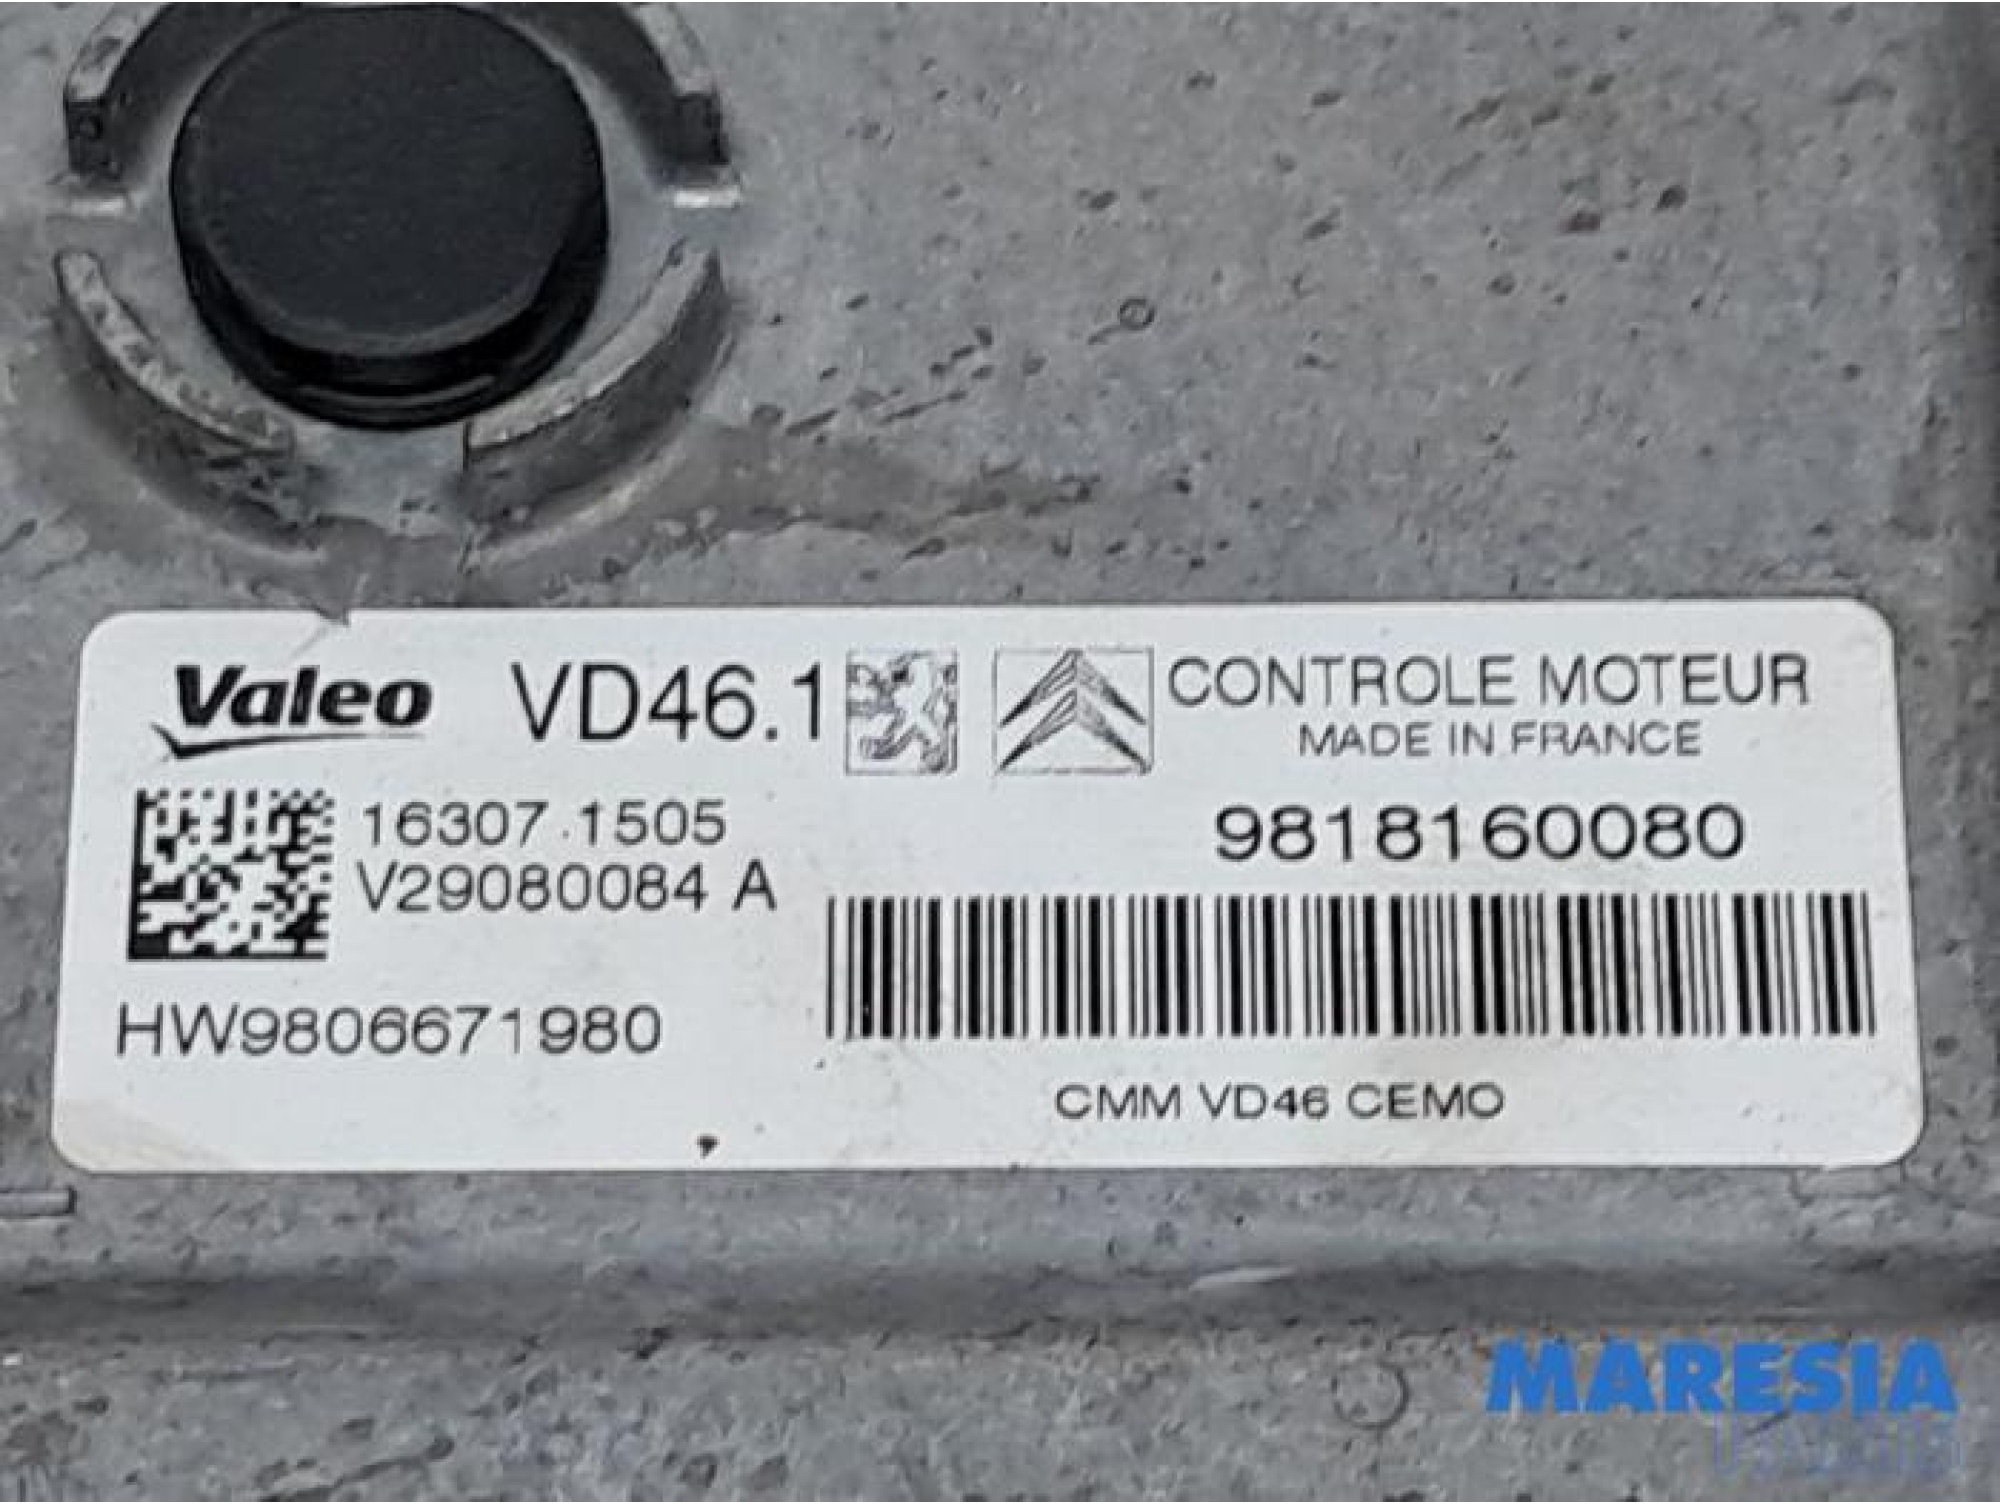 Valeo VD46.1 CONTROLE MOTEUR
MADE IN FRANCE
16307.1505
V29080084 A
9818160080
HW9806671980
CMM VD46 CEMO
MARESIA